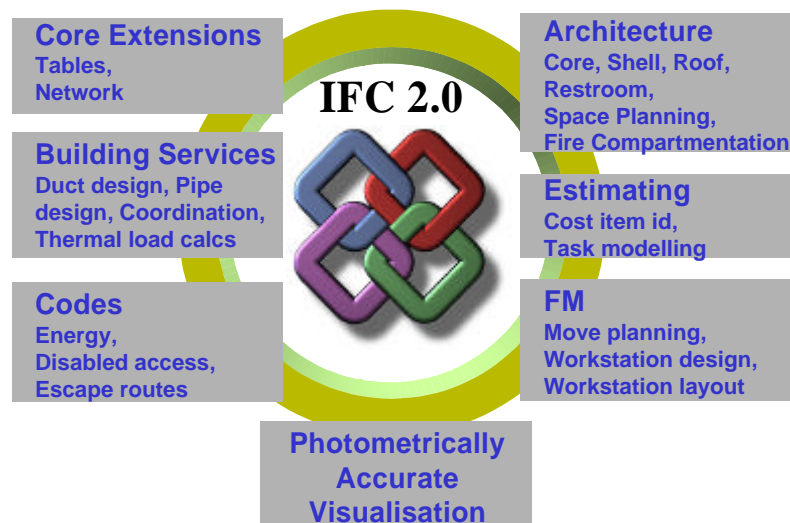 IFC 2.0
Core Extensions
Tables,
Network
Building Services
Duct design, Pipe
design, Coordination,
Thermal load calcs
Codes
Energy,
Disabled access,
Escape routes
Architecture
Core, Shell, Roof,
Restroom,
Space Planning,
Fire Compartmentation
Estimating
Cost item id,
Task modelling
FM
Move planning,
Workstation design,
Workstation layout
Photometrically
Accurate
Visualisation